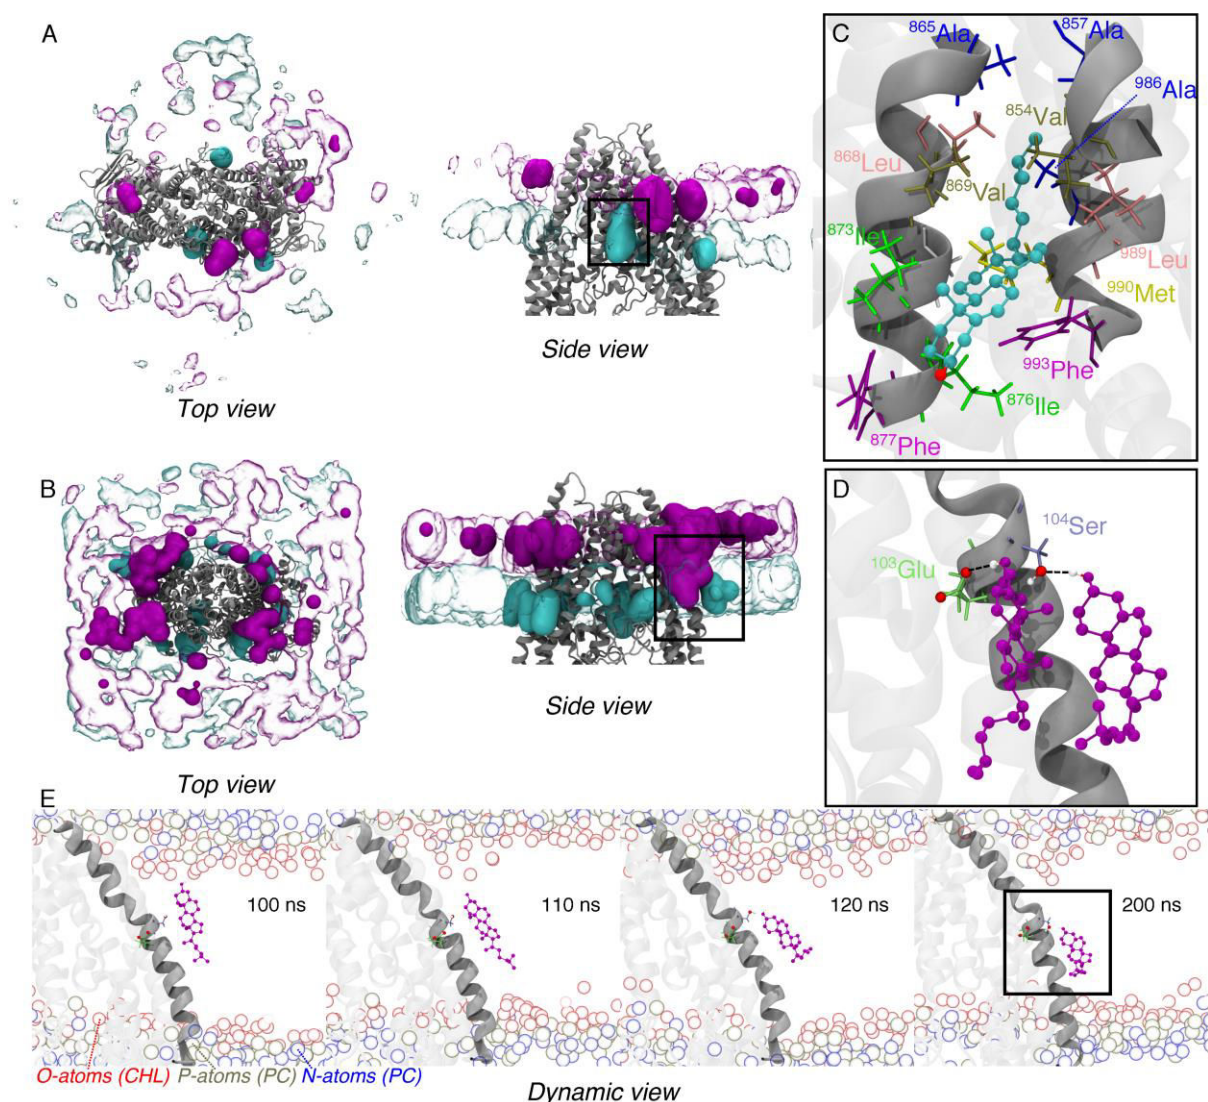 A
Top view
Side view
B
Top view
Side view
C
865Ala
857Ala
986Ala
854Val
868Leu
869Val
873Ile
989Leu
990Met
993Phe
876Ile
877Phe
D
104Ser
103Glu
E
100 ns
110 ns
120 ns
200 ns
O-atoms (CHL) P-atoms (PC) N-atoms (PC)
Dynamic view